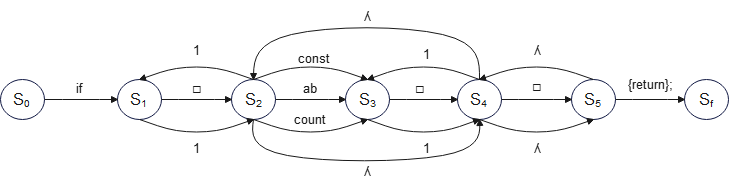 ʎ
1 const 1 ʎ
if □ ab □ □ {return};
S₀ S₁ S₂ S₃ S₄ S₅ Sf
count
1 1 ʎ
ʎ